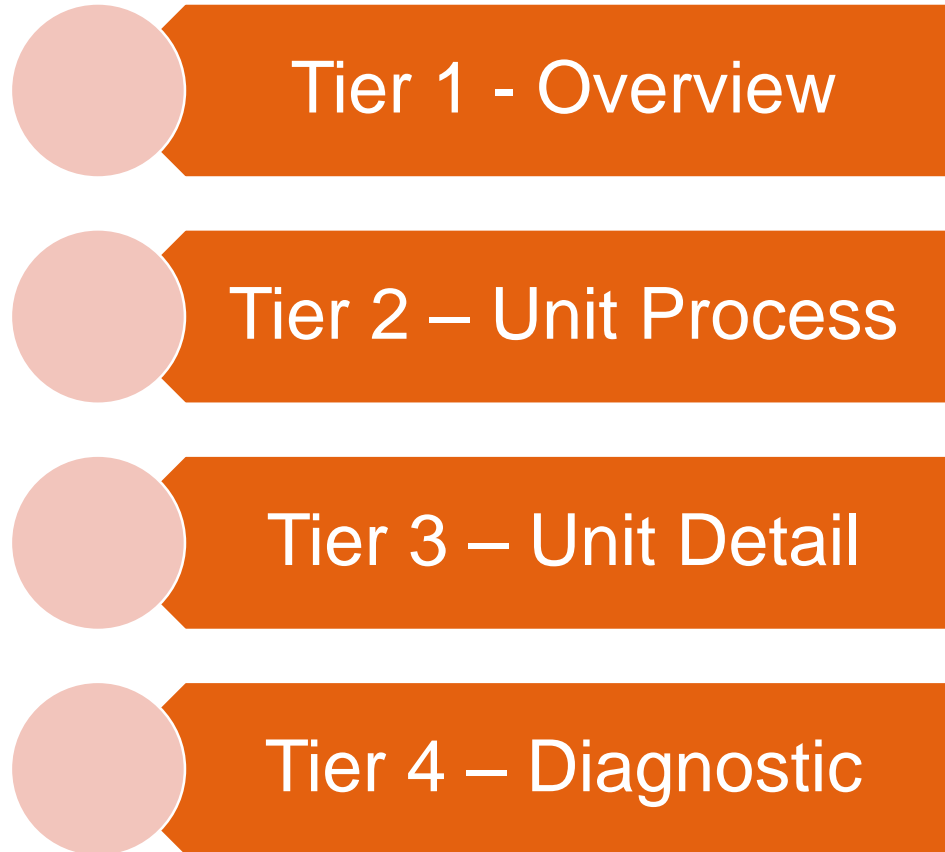 Tier 1 - Overview
Tier 2 – Unit Process
Tier 3 – Unit Detail
Tier 4 – Diagnostic